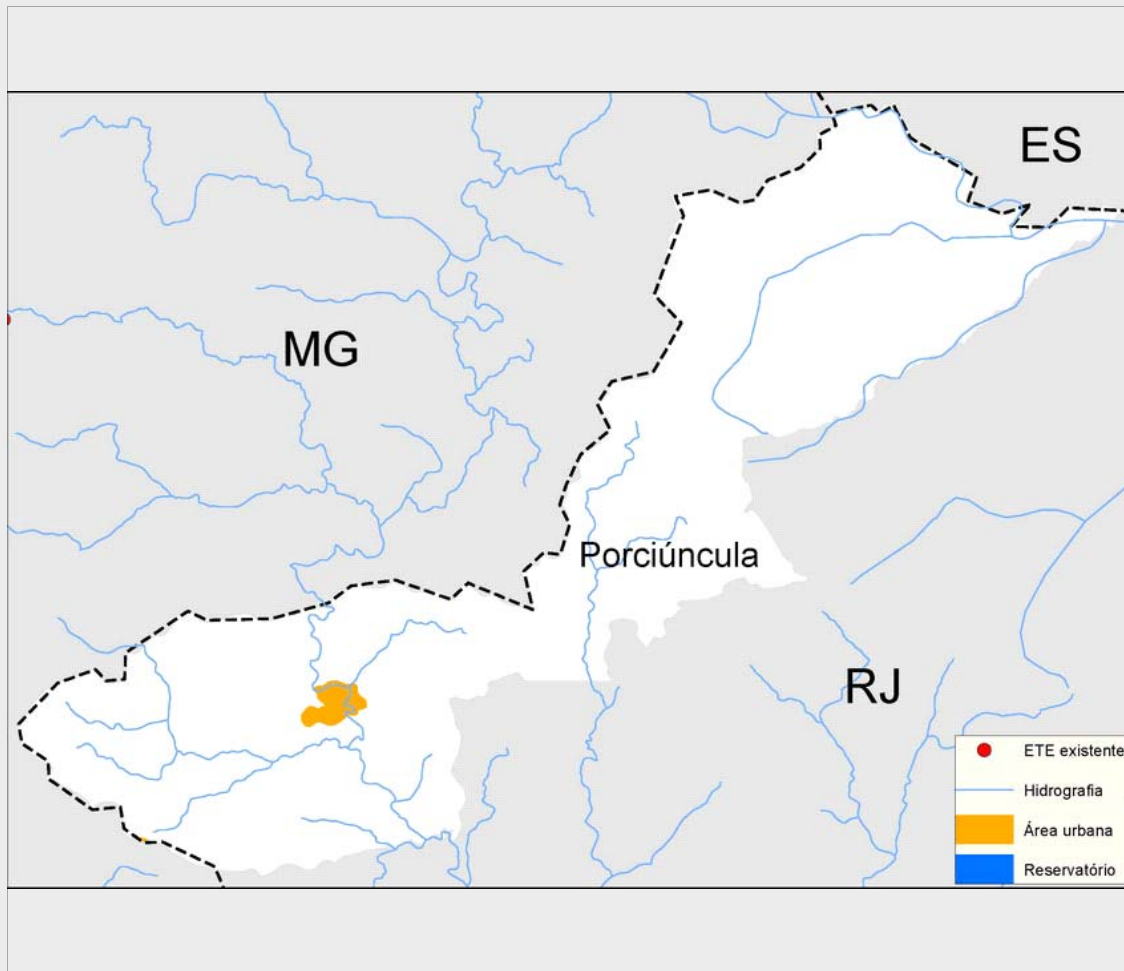 ES
MG
Porciúncula
RJ
ETE existente
Hidrografia
Área urbana
Reservatório